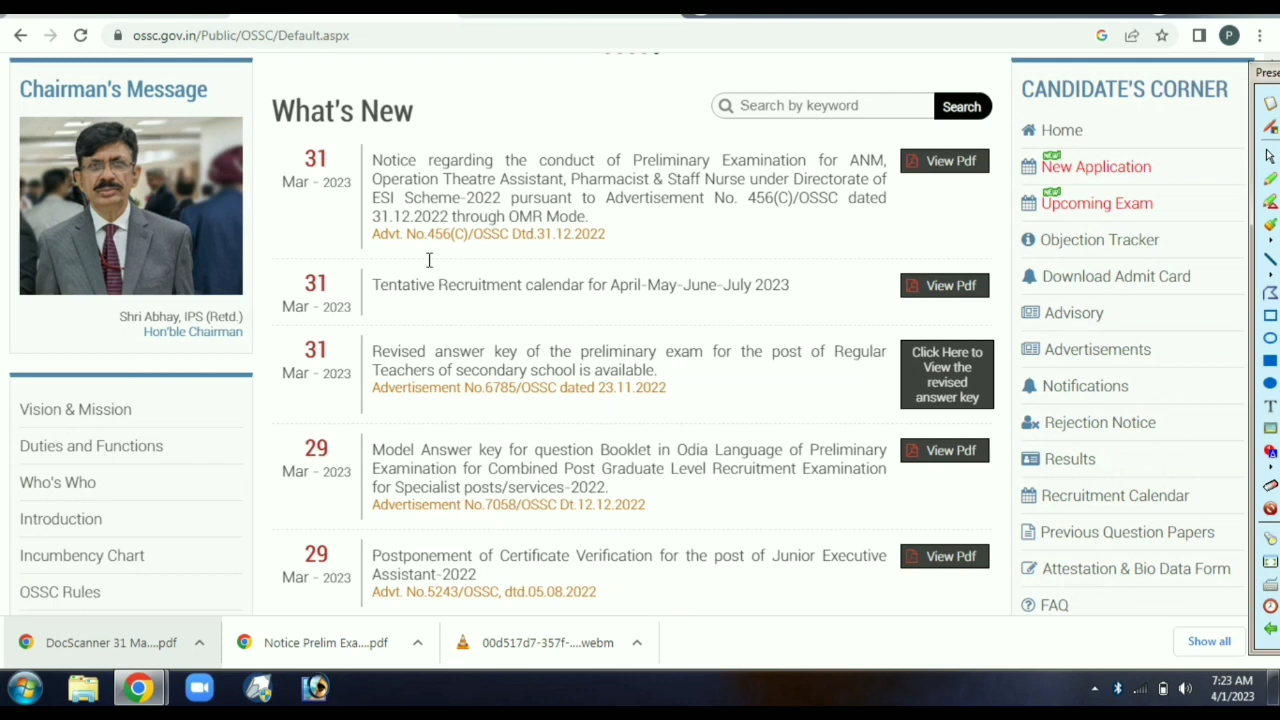 ossc.gov.in/Public/OSSC/Default.aspx
P
Prese
Chairman's Message
Shri Abhay, IPS (Retd.)
Hon'ble Chairman
Vision & Mission
Duties and Functions
Who's Who
Introduction
Incumbency Chart
OSSC Rules
What's New
Search by keyword
Search
31
Mar - 2023
Notice regarding the conduct of Preliminary Examination for ANM,
Operation Theatre Assistant, Pharmacist & Staff Nurse under Directorate of
ESI Scheme-2022 pursuant to Advertisement No. 456(C)/OSSC dated
31.12.2022 through OMR Mode.
Advt. No.456(C)/OSSC Dtd.31.12.2022
View Pdf
31
Mar - 2023
Tentative Recruitment calendar for April-May-June-July 2023
View Pdf
31
Mar - 2023
Revised answer key of the preliminary exam for the post of Regular
Teachers of secondary school is available.
Advertisement No.6785/OSSC dated 23.11.2022
Click Here to
View the
revised
answer key
29
Mar - 2023
Model Answer key for question Booklet in Odia Language of Preliminary
Examination for Combined Post Graduate Level Recruitment Examination
for Specialist posts/services-2022.
Advertisement No.7058/OSSC Dt.12.12.2022
View Pdf
29
Mar - 2023
Postponement of Certificate Verification for the post of Junior Executive
Assistant-2022
Advt. No.5243/OSSC, dtd.05.08.2022
View Pdf
CANDIDATE'S CORNER
Home
NEW
New Application
NEW
Upcoming Exam
Objection Tracker
Download Admit Card
Advisory
Advertisements
Notifications
Rejection Notice
Results
Recruitment Calendar
Previous Question Papers
Attestation & Bio Data Form
FAQ
DocScanner 31 Ma....pdf
Notice Prelim Exa....pdf
00d517d7-357f-....webm
Show all
7:23 AM
4/1/2023